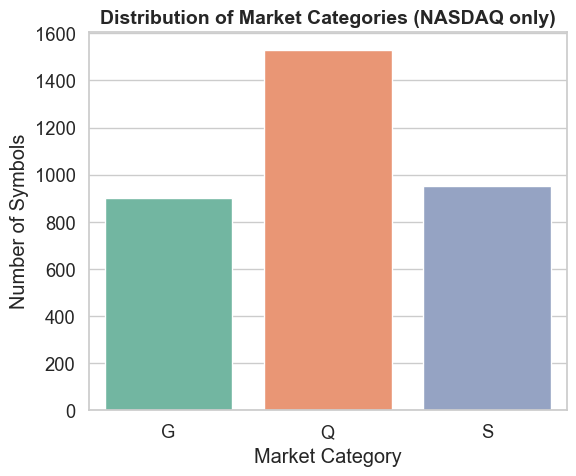 Distribution of Market Categories (NASDAQ only)
1600
1400
1200
1000
800
600
400
200
0
Number of Symbols
G Q S
Market Category